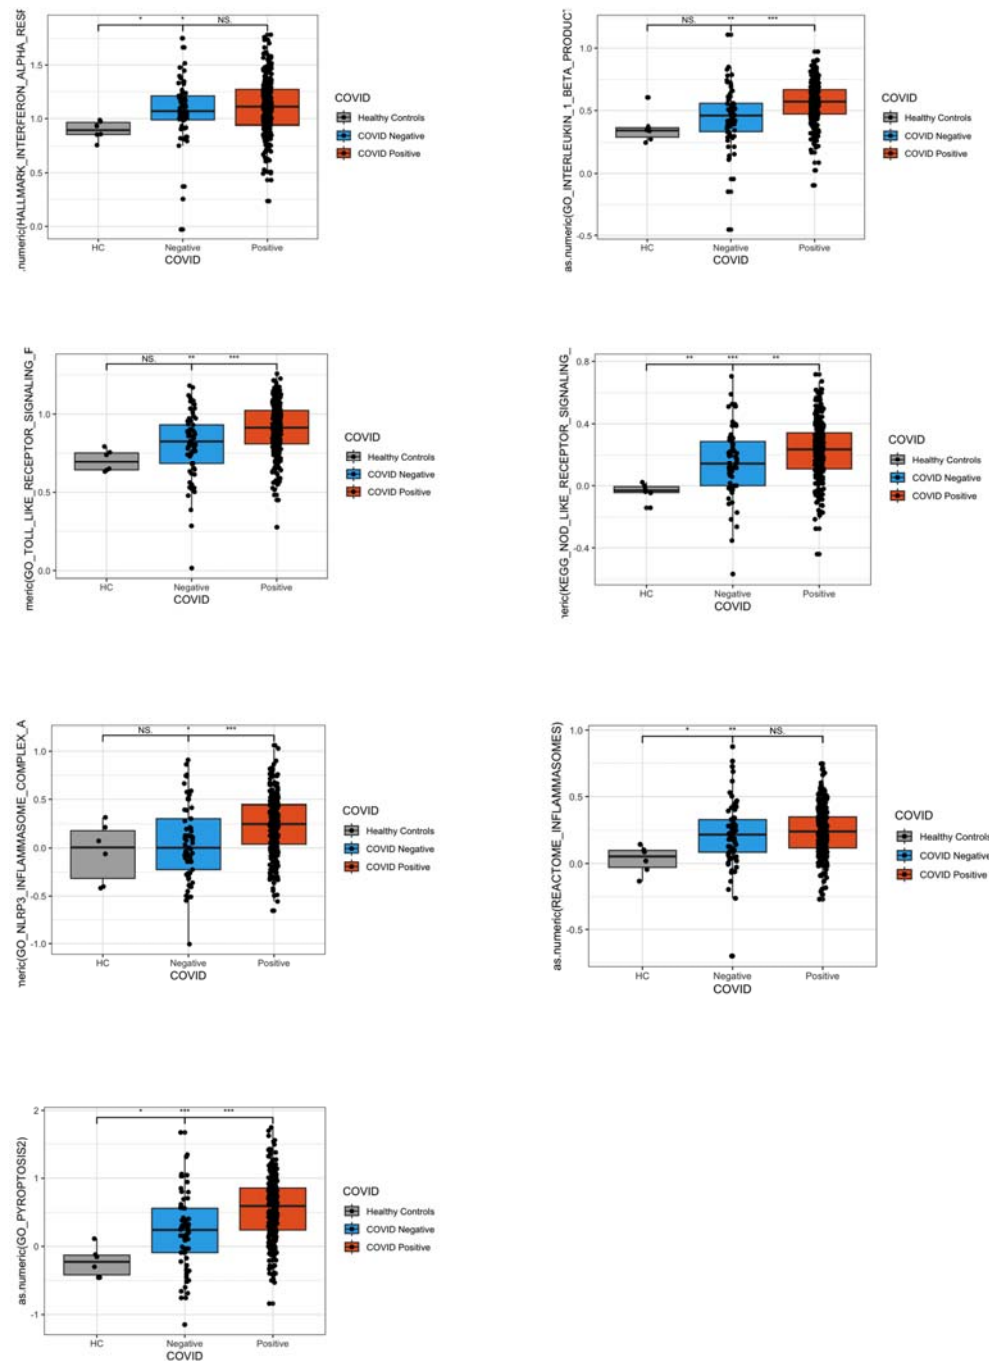 .numeric(HALLMARK_INTERFERON_ALPHA_RESF
* * NS.
1.5
1.0
0.5
0.0
HC Negative Positive
COVID
COVID
Healthy Controls
COVID Negative
COVID Positive
as.numeric(GO_INTERLEUKIN_1_BETA_PRODUCT
NS. ** ***
1.0
0.5
0.0
-0.5
HC Negative Positive
COVID
COVID
Healthy Controls
COVID Negative
COVID Positive
meric(GO_TOLL_LIKE_RECEPTOR_SIGNALING_F
NS. ** ***
1.0
0.5
0.0
HC Negative Positive
COVID
COVID
Healthy Controls
COVID Negative
COVID Positive
neric(KEGG_NOD_LIKE_RECEPTOR_SIGNALING_
** *** **
0.8
0.4
0.0
-0.4
HC Negative Positive
COVID
COVID
Healthy Controls
COVID Negative
COVID Positive
neric(GO_NLRP3_INFLAMMASOME_COMPLEX_A
NS. * ***
1.0
0.5
0.0
-0.5
-1.0
HC Negative Positive
COVID
COVID
Healthy Controls
COVID Negative
COVID Positive
as.numeric(REACTOME_INFLAMMASOMES)
* ** NS.
1.0
0.5
0.0
-0.5
HC Negative Positive
COVID
COVID
Healthy Controls
COVID Negative
COVID Positive
as.numeric(GO_PYROPTOSIS2)
* *** ***
2
1
0
-1
HC Negative Positive
COVID
COVID
Healthy Controls
COVID Negative
COVID Positive